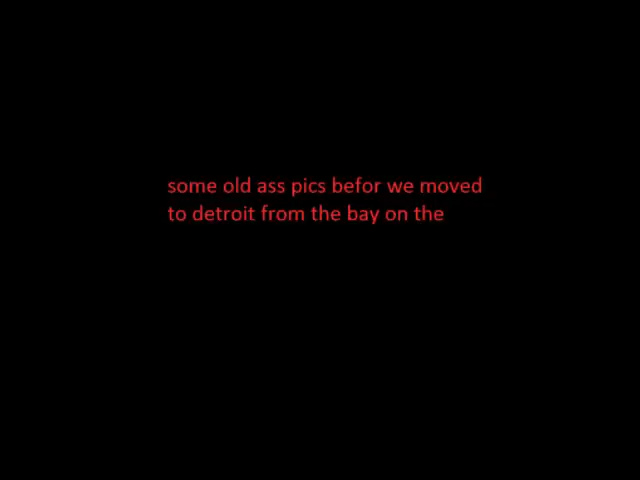 some old ass pics befor we moved
to detroit from the bay on the